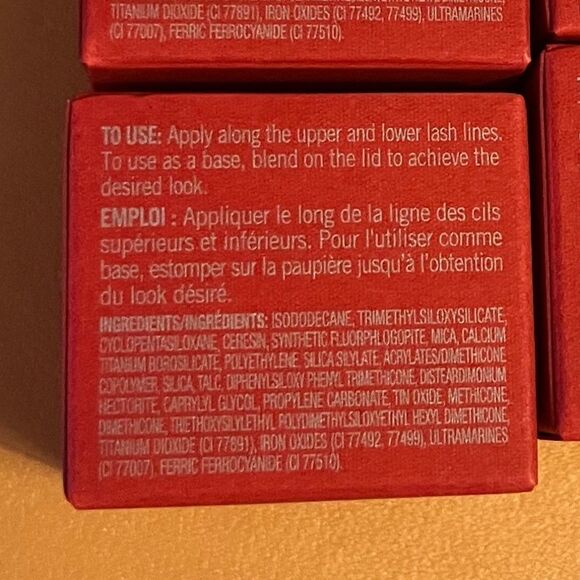 TITANIUM DIOXIDE (CI 77891), IRON OXIDES (CI 77492, 77499), ULTRAMARINES
(CI 77007), FERRIC FERROCYANIDE (CI 77510).
TO USE: Apply along the upper and lower lash lines.
To use as a base, blend on the lid to achieve the
desired look.
EMPLOI : Appliquer le long de la ligne des cils
supérieurs et inférieurs. Pour l'utiliser comme
base, estomper sur la paupière jusqu'à l'obtention
du look désiré.
INGREDIENTS/INGRÉDIENTS: ISODODECANE, TRIMETHYLSILOXYSILICATE,
CYCLOPENTASILOXANE, CERESIN, SYNTHETIC FLUORPHLOGOPITE, MICA, CALCIUM
TITANIUM BOROSILICATE, POLYETHYLENE, SILICA SILYLATE, ACRYLATES/DIMETHICONE
COPOLYMER, SILICA, TALC, DIPHENYLSILOXY PHENYL TRIMETHICONE, DISTEARDIMONIUM
HECTORITE, CAPRYLYL GLYCOL, PROPYLENE CARBONATE, TIN OXIDE, METHICONE,
DIMETHICONE, TRIETHOXYSILYLETHYL POLYDIMETHYLSILOXYETHYL HEXYL DIMETHICONE,
TITANIUM DIOXIDE (CI 77891), IRON OXIDES (CI 77492, 77499), ULTRAMARINES
(CI 77007), FERRIC FERROCYANIDE (CI 77510).